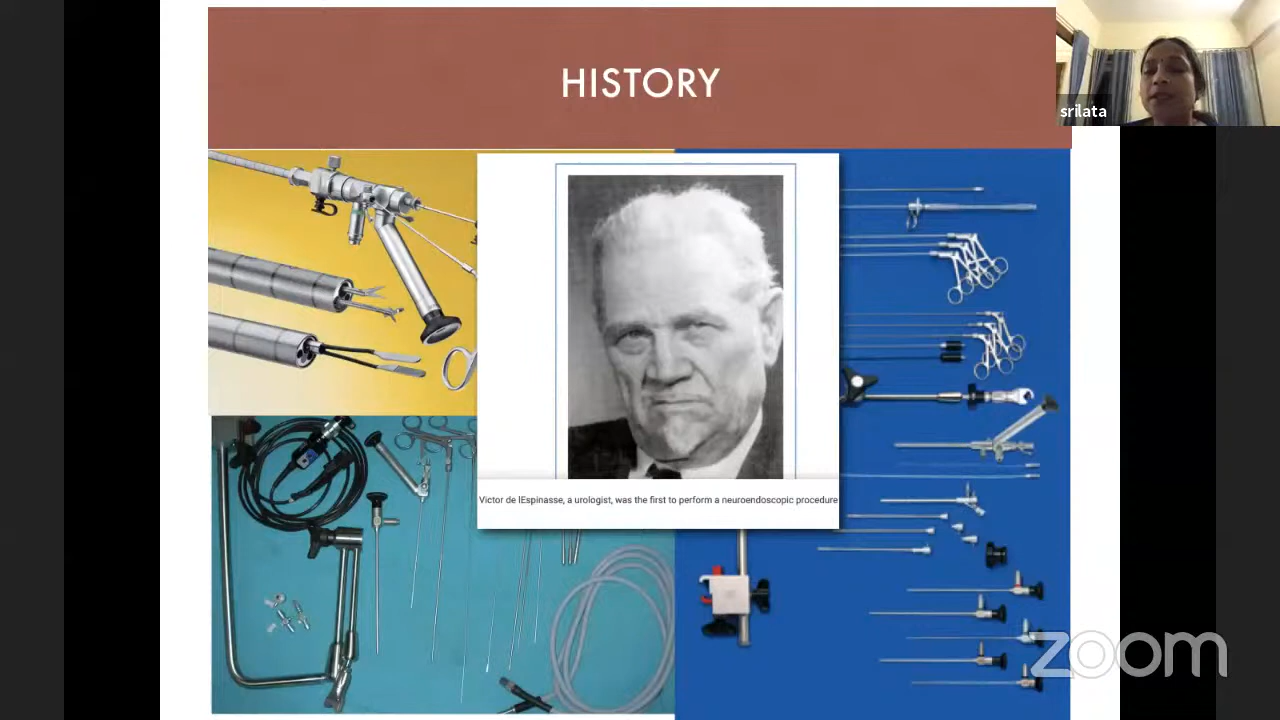 HISTORY
srilata
Victor de lEspinasse, a urologist, was the first to perform a neuroendoscopic procedure
zoom